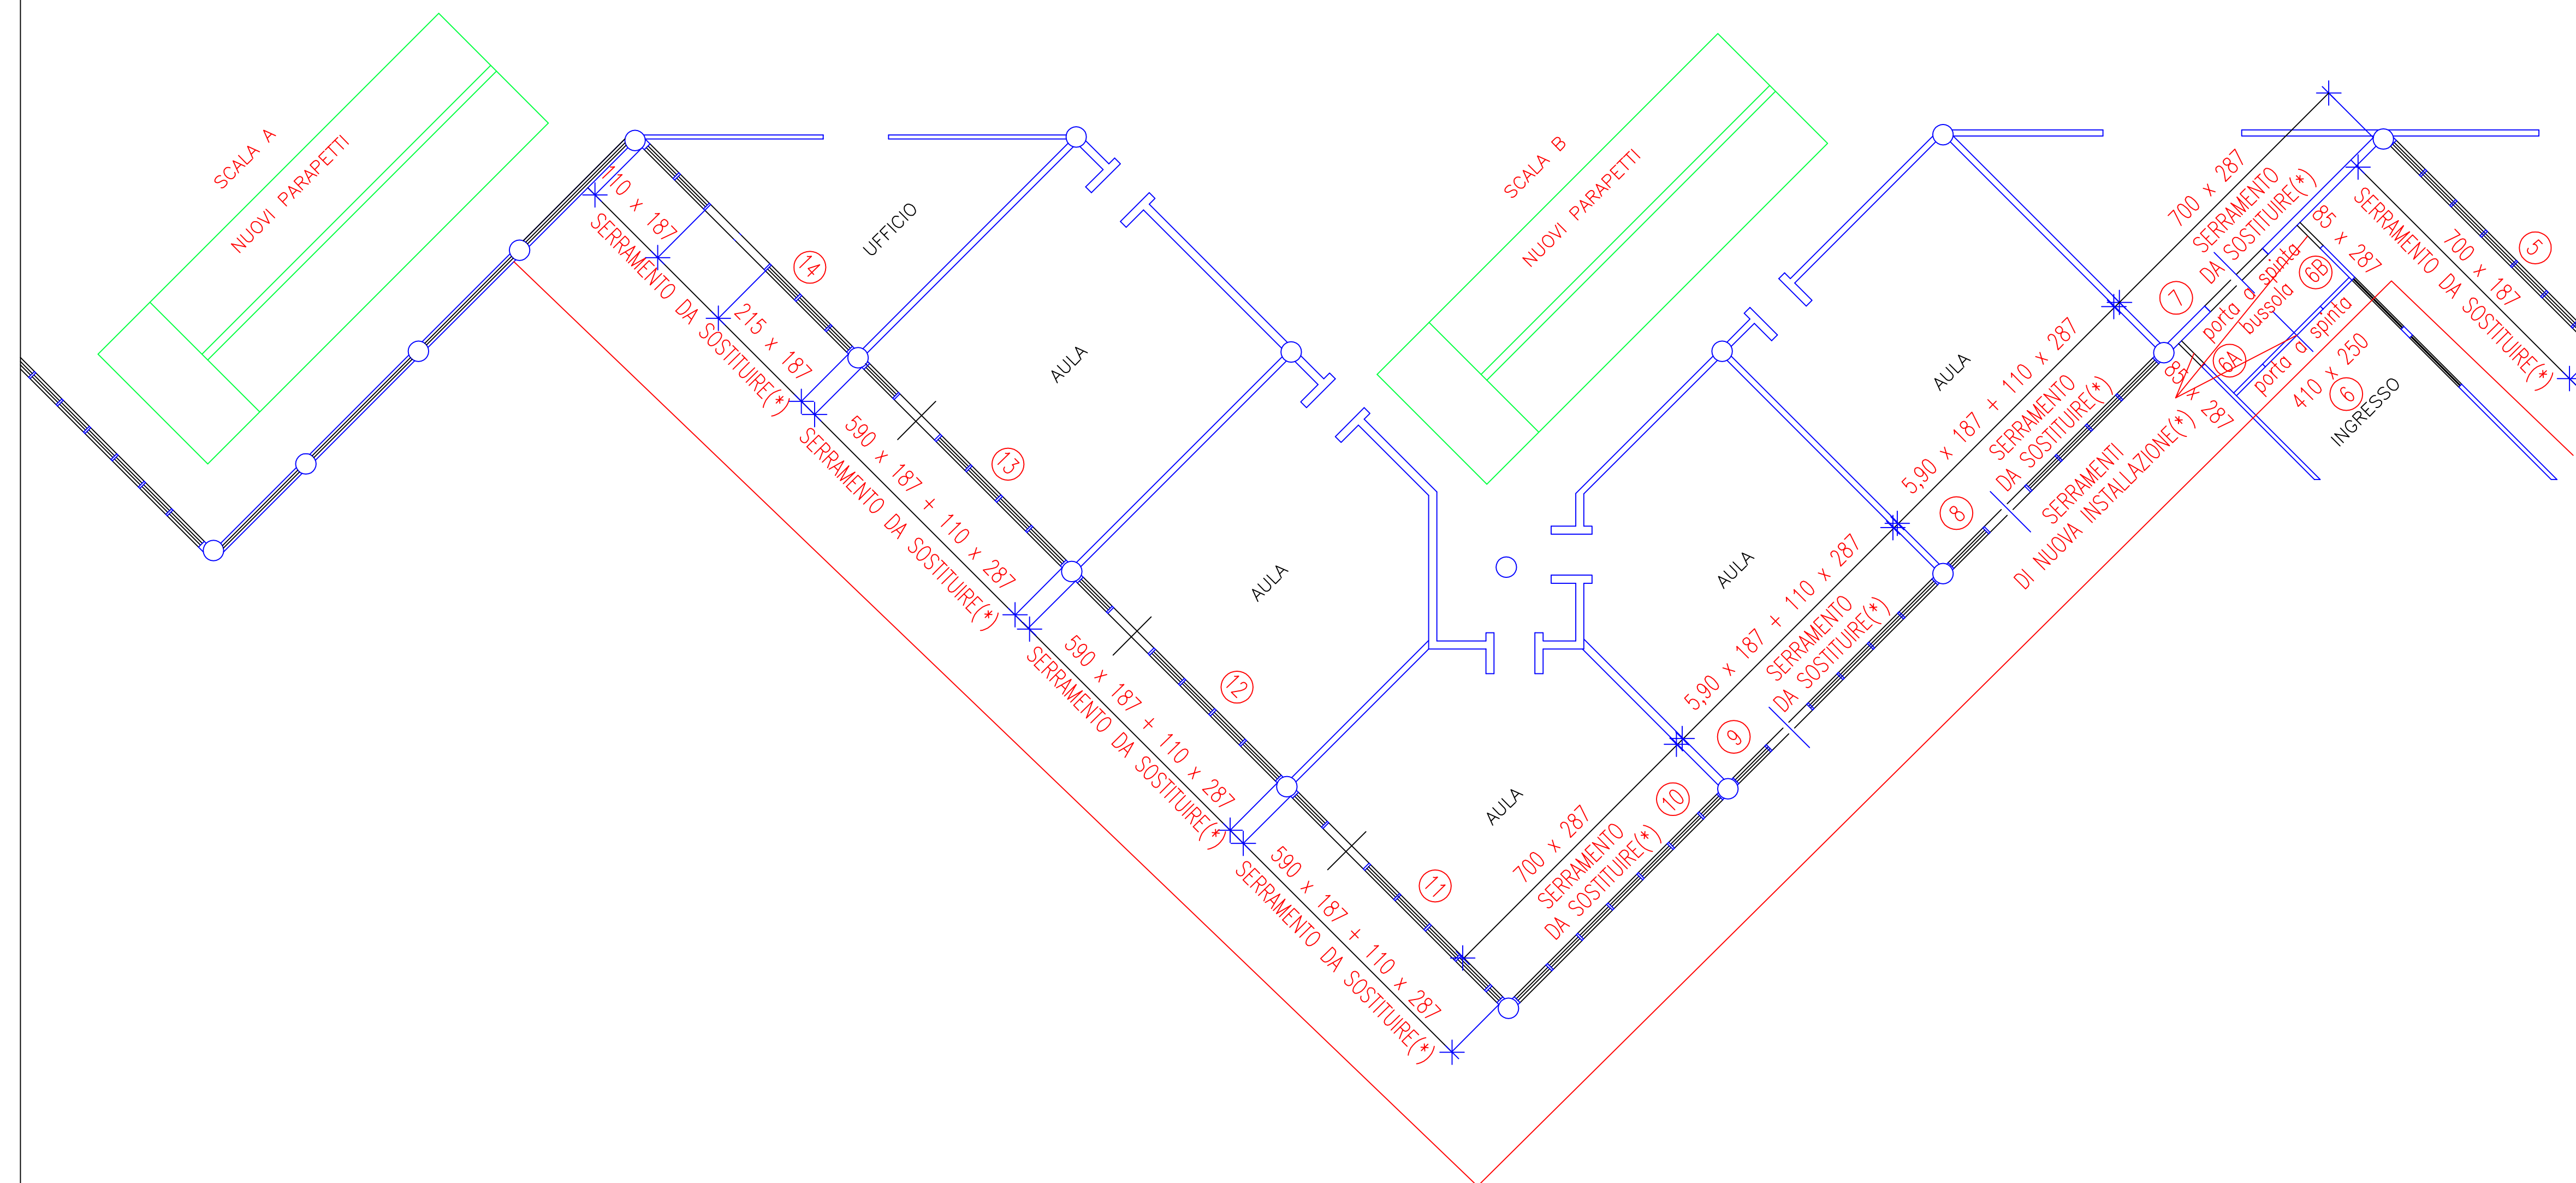 SCALA A
NUOVI PARAPETTI
110 x 187
SERRAMENTO DA SOSTITUIRE(*)
215 x 187
14
UFFICIO
590 x 187 + 110 x 287
SERRAMENTO DA SOSTITUIRE(*)
13
AULA
590 x 187 + 110 x 287
SERRAMENTO DA SOSTITUIRE(*)
12
AULA
590 x 187 + 110 x 287
SERRAMENTO DA SOSTITUIRE(*)
11
AULA
SCALA B
NUOVI PARAPETTI
700 x 287
SERRAMENTO
DA SOSTITUIRE(*)
10
5,90 x 187 + 110 x 287
SERRAMENTO
DA SOSTITUIRE(*)
9
AULA
5,90 x 187 + 110 x 287
SERRAMENTO
DA SOSTITUIRE(*)
8
AULA
700 x 287
SERRAMENTO
DA SOSTITUIRE(*)
7
porta a spinta
bussola
6B
85 x 287
6A
porta a spinta
85 x 287
410 x 250
6
INGRESSO
SERRAMENTI
DI NUOVA INSTALLAZIONE(*)
700 x 187
SERRAMENTO DA SOSTITUIRE(*)
5